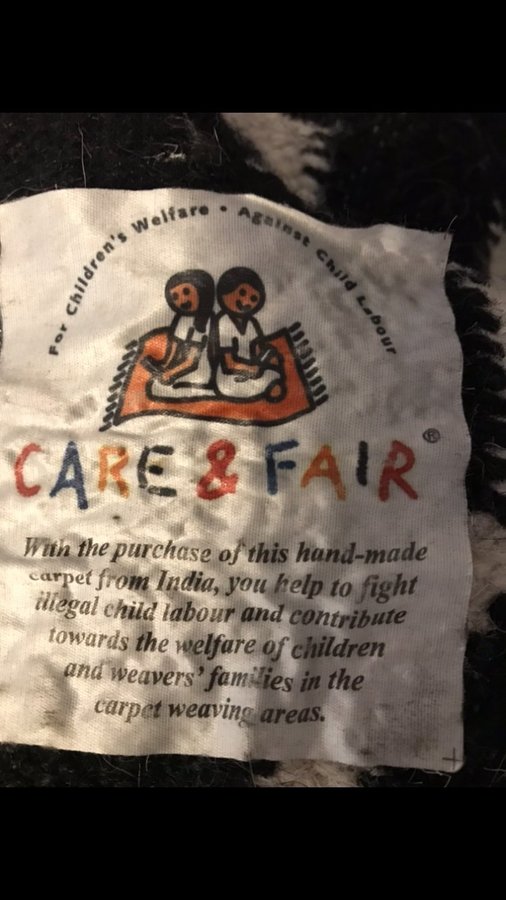 For Children's Welfare • Against Child Labour
CARE & FAIR®
With the purchase of this hand-made
carpet from India, you help to fight
illegal child labour and contribute
towards the welfare of children
and weavers' families in the
carpet weaving areas.